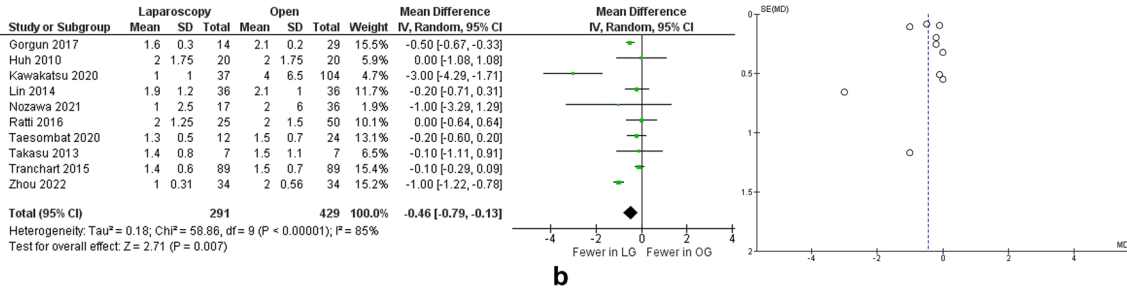 Laparoscopy Open Mean Difference Mean Difference
Study or Subgroup Mean SD Total Mean SD Total Weight IV, Random, 95% CI IV, Random, 95% CI
Gorgun 2017 1.6 0.3 14 2.1 0.2 29 15.5% -0.50 [-0.67, -0.33]
Huh 2010 2 1.75 20 2 1.75 20 6.0% 0.00 [-1.08, 1.08]
Kawakatsu 2020 1 1 37 4 6.5 104 4.7% -3.00 [-4.29, -1.71]
Lin 2014 1.9 1.2 36 2.1 1 36 11.7% -0.20 [-0.71, 0.31]
Nozawa 2021 1 2.5 17 2 6 36 1.9% -1.00 [-3.29, 1.29]
Ratti 2016 2 1.25 25 2 1.5 50 10.1% 0.00 [-0.64, 0.64]
Taesombat 2020 1.3 0.5 12 1.5 0.7 24 13.1% -0.20 [-0.60, 0.20]
Takasu 2013 1.4 0.8 7 1.5 1.1 7 6.5% -0.10 [-1.11, 0.91]
Tranchart 2015 1.4 0.6 89 1.5 0.7 89 15.4% -0.10 [-0.29, 0.09]
Zhou 2022 1 0.31 34 2 0.56 34 15.2% -1.00 [-1.22, -0.78]
Total (95% CI) 291 429 100.0% -0.46 [-0.79, -0.13]
Heterogeneity: Tau² = 0.18; Chi² = 58.86, df = 9 (P < 0.00001); I² = 85%
Test for overall effect: Z = 2.71 (P = 0.007)
-4 -2 0 2 4
Fewer in LG Fewer in OG
SE(MD)
0
0.5
1
1.5
2
-4 -2 0 2 4
MD
b